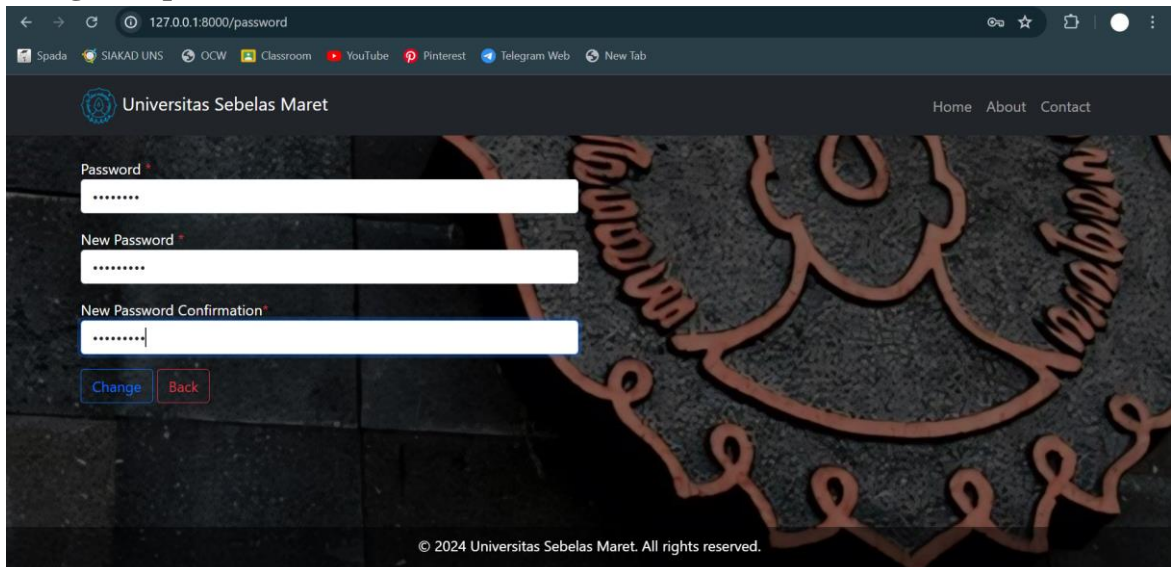 127.0.0.1:8000/password
Spada SIAKAD UNS OCW Classroom YouTube Pinterest Telegram Web New Tab
Universitas Sebelas Maret Home About Contact
Password *
••••••••
New Password *
•••••••••
New Password Confirmation*
•••••••••
Change Back
© 2024 Universitas Sebelas Maret. All rights reserved.